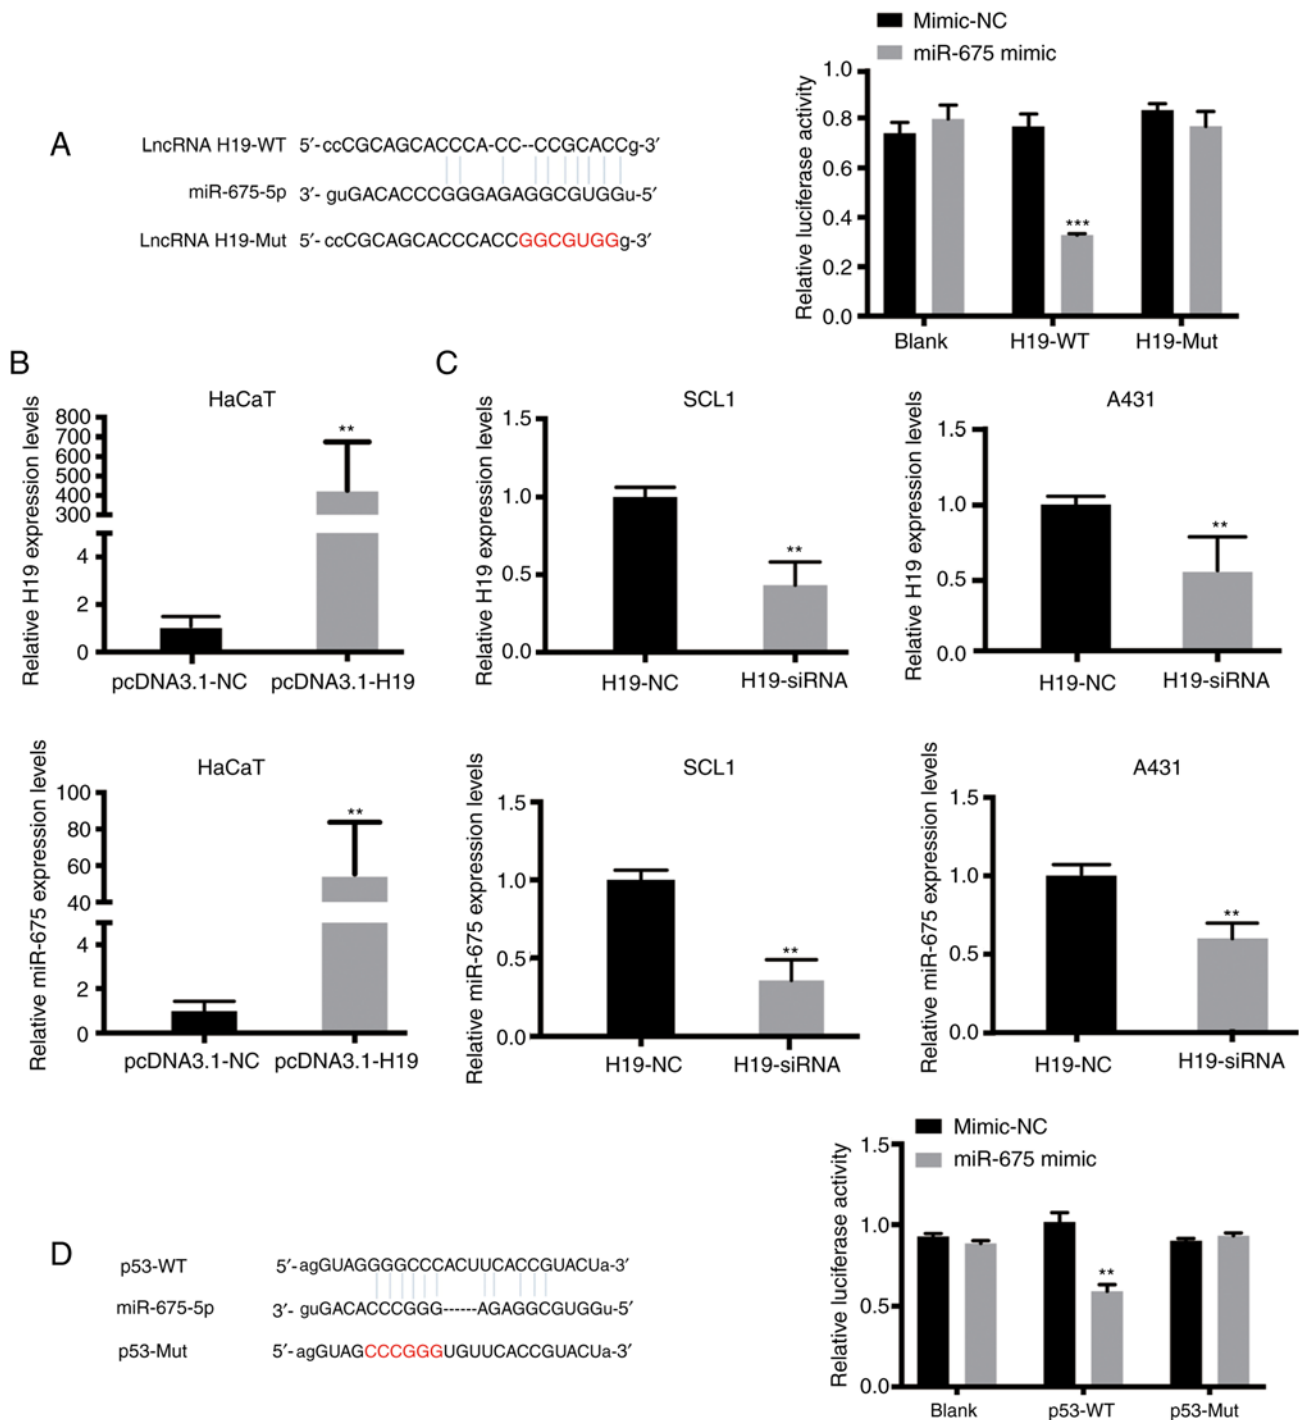 A
LncRNA H19-WT 5′-ccCGCAGCACCCA-CC--CCGCACCg-3′
miR-675-5p 3′- guGACACCCGGGAGAGGCGUGGu-5′
LncRNA H19-Mut 5′-ccCGCAGCACCCACCGGCGUGGg-3′
Mimic-NC
miR-675 mimic
Relative luciferase activity
1.0
0.8
0.6
0.4
0.2
0.0
***
Blank H19-WT H19-Mut
B
HaCaT
Relative H19 expression levels
800
700
600
500
400
300
4
2
0
**
pcDNA3.1-NC pcDNA3.1-H19
C
SCL1
Relative H19 expression levels
1.5
1.0
0.5
0.0
**
H19-NC H19-siRNA
A431
Relative H19 expression levels
1.5
1.0
0.5
0.0
**
H19-NC H19-siRNA
HaCaT
Relative miR-675 expression levels
100
80
60
40
4
2
0
**
pcDNA3.1-NC pcDNA3.1-H19
SCL1
Relative miR-675 expression levels
1.5
1.0
0.5
0.0
**
H19-NC H19-siRNA
A431
Relative miR-675 expression levels
1.5
1.0
0.5
0.0
**
H19-NC H19-siRNA
D
p53-WT 5′-agGUAGGGGCCCACUUCACCGUACUa-3′
miR-675-5p 3′- guGACACCCGGG------AGAGGCGUGGu-5′
p53-Mut 5′-agGUAGCCCGGGUGUUCACCGUACUa-3′
Mimic-NC
miR-675 mimic
Relative luciferase activity
1.5
1.0
0.5
0.0
**
Blank p53-WT p53-Mut